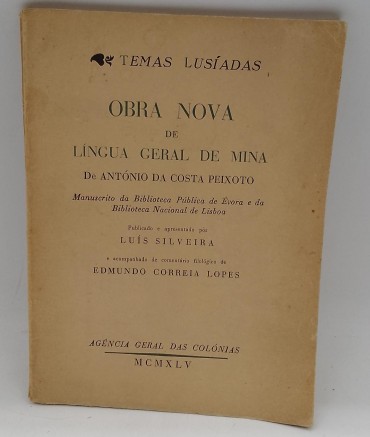 TEMAS LUSÍADAS
OBRA NOVA
DE
LÍNGUA GERAL DE MINA
De ANTÓNIO DA COSTA PEIXOTO
Manuscrito da Biblioteca Pública de Évora e da
Biblioteca Nacional de Lisboa
Publicado e apresentado por
LUÍS SILVEIRA
e acompanhado de comentário filológico de
EDMUNDO CORREIA LOPES
AGÊNCIA GERAL DAS COLÓNIAS
MCMXLV